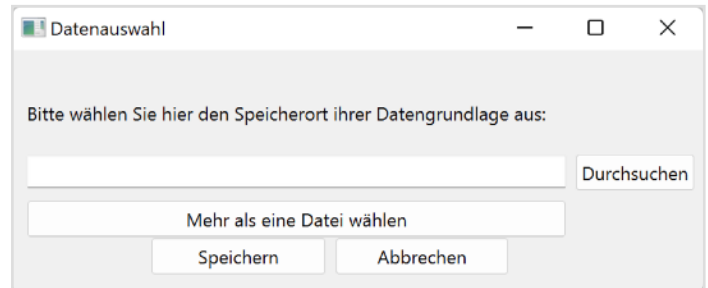 Datenauswahl
Bitte wählen Sie hier den Speicherort ihrer Datengrundlage aus:
Durchsuchen
Mehr als eine Datei wählen
Speichern Abbrechen